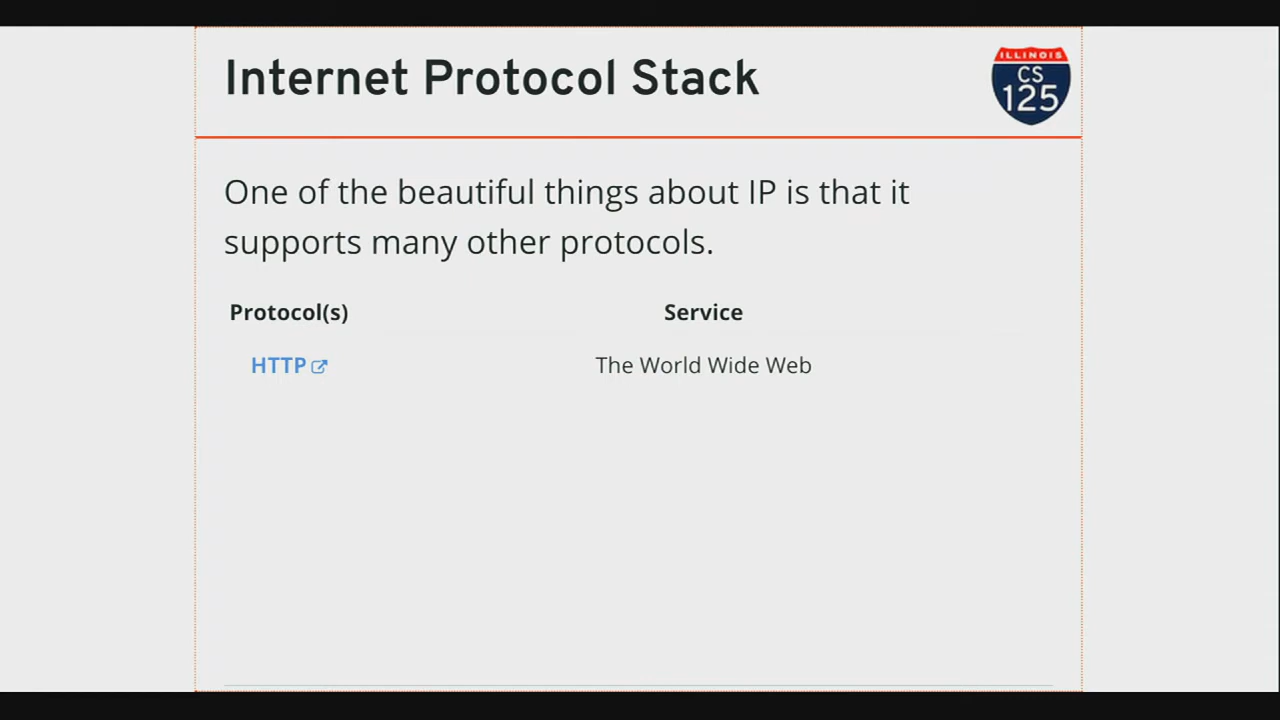 Internet Protocol Stack
ILLINOIS
CS
125
One of the beautiful things about IP is that it
supports many other protocols.
Protocol(s) Service
HTTP The World Wide Web